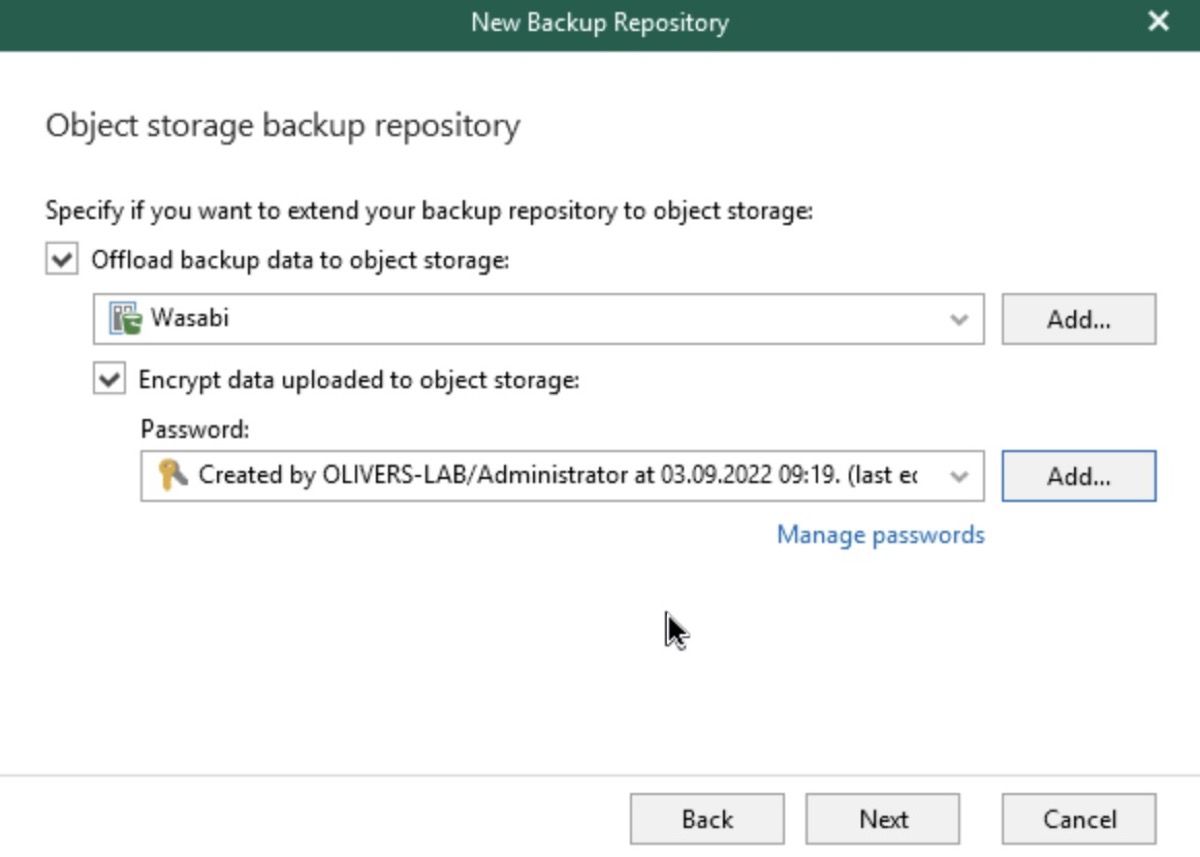 New Backup Repository
Object storage backup repository
Specify if you want to extend your backup repository to object storage:
Offload backup data to object storage:
Wasabi
Add...
Encrypt data uploaded to object storage:
Password:
Created by OLIVERS-LAB/Administrator at 03.09.2022 09:19. (last
Add...
Manage passwords
Back
Next
Cancel